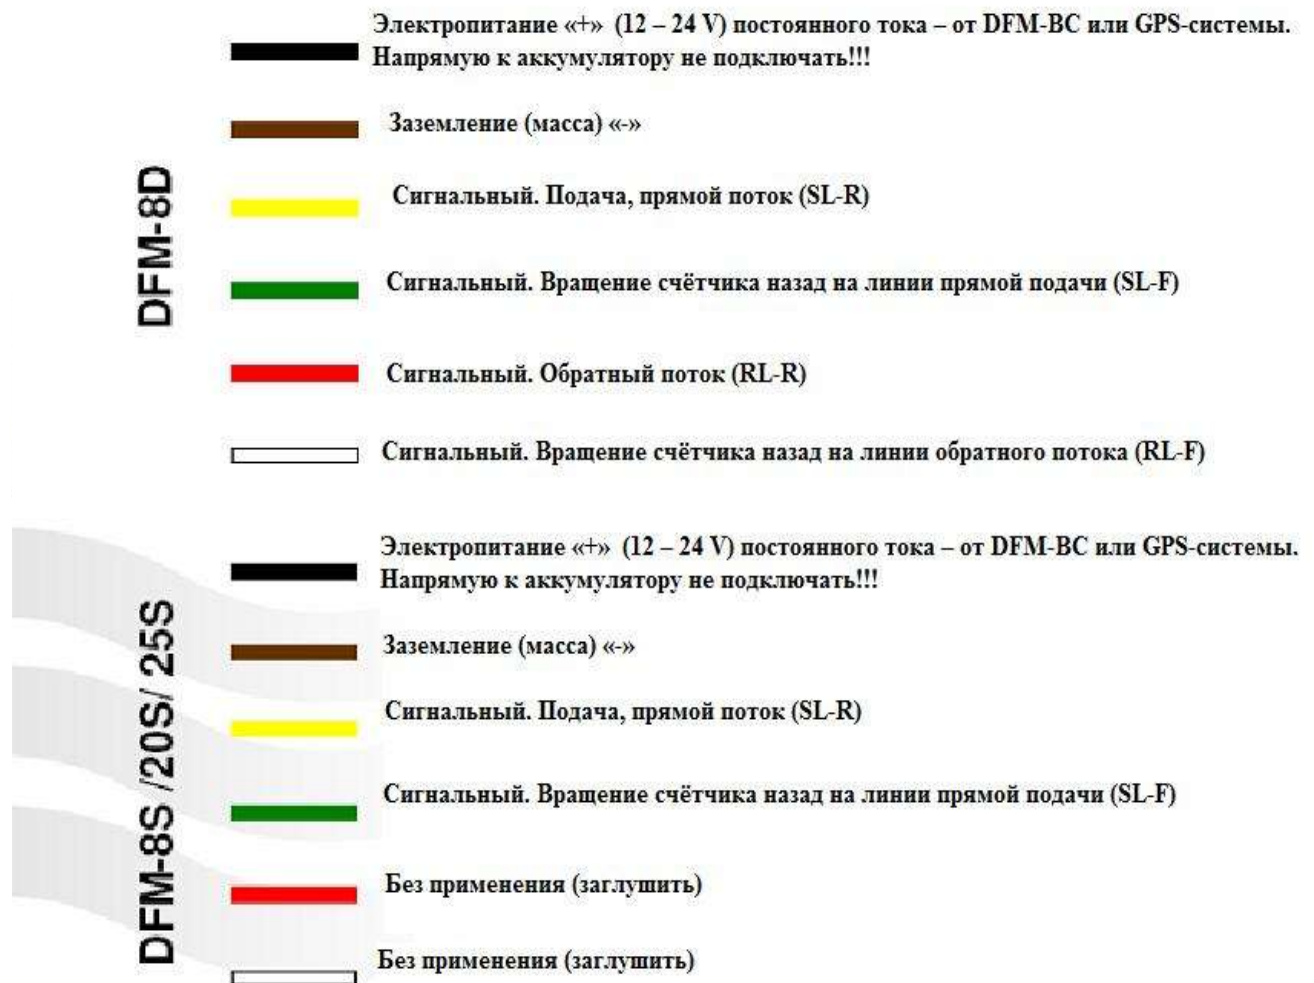 Электропитание «+» (12 – 24 V) постоянного тока – от DFM-BC или GPS-системы.
Напрямую к аккумулятору не подключать!!!
Заземление (масса) «-»
DFM-8D
Сигнальный. Подача, прямой поток (SL-R)
Сигнальный. Вращение счётчика назад на линии прямой подачи (SL-F)
Сигнальный. Обратный поток (RL-R)
Сигнальный. Вращение счётчика назад на линии обратного потока (RL-F)
Электропитание «+» (12 – 24 V) постоянного тока – от DFM-BC или GPS-системы.
Напрямую к аккумулятору не подключать!!!
DFM-8S /20S/ 25S
Заземление (масса) «-»
Сигнальный. Подача, прямой поток (SL-R)
Сигнальный. Вращение счётчика назад на линии прямой подачи (SL-F)
Без применения (заглушить)
Без применения (заглушить)